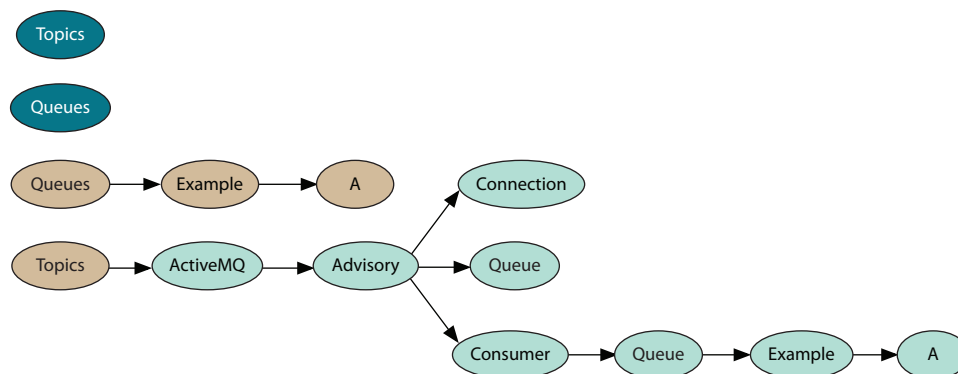 Topics
Queues
Queues Example A Connection
Topics ActiveMQ Advisory Queue
Consumer Queue Example A